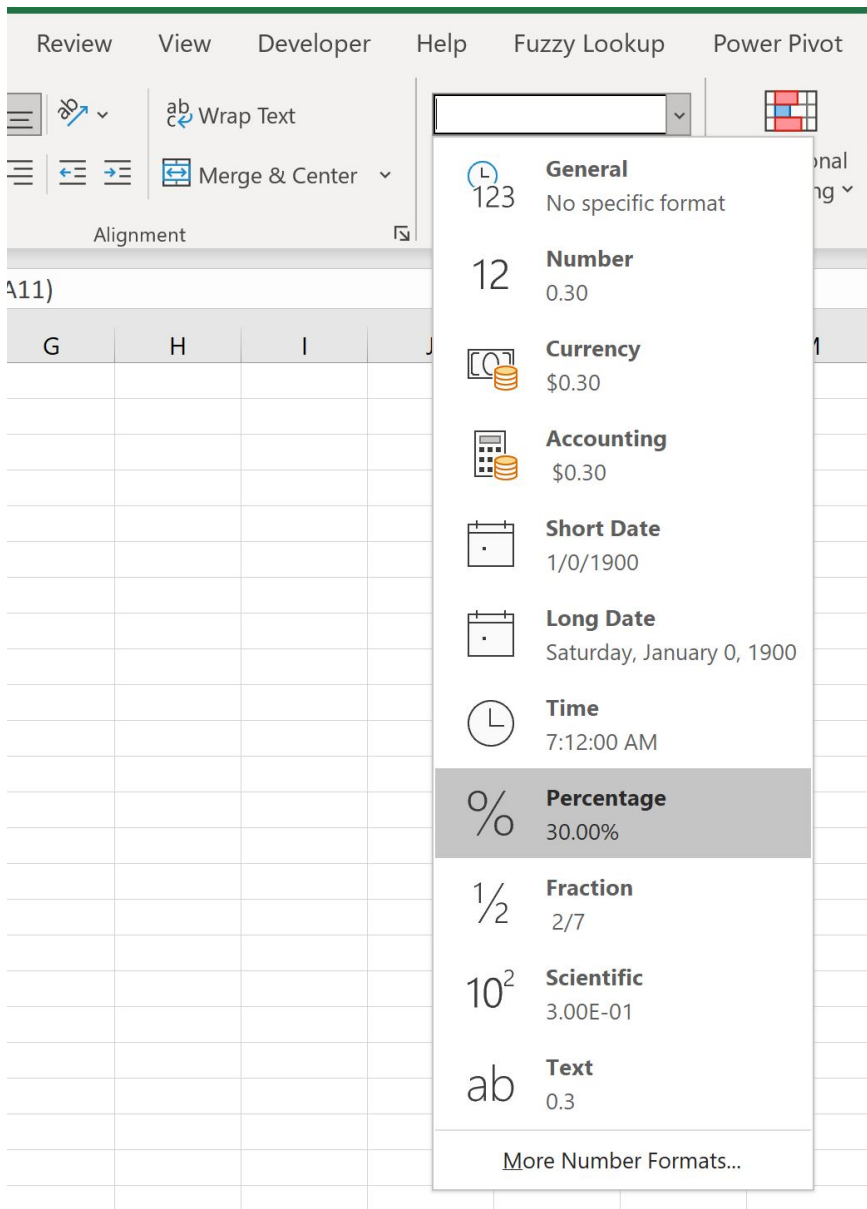 Review View Developer Help Fuzzy Lookup Power Pivot
ab Wrap Text
Merge & Center
Alignment
A11)
G H I J
General
No specific format
Number
0.30
Currency
$0.30
Accounting
$0.30
Short Date
1/0/1900
Long Date
Saturday, January 0, 1900
Time
7:12:00 AM
Percentage
30.00%
Fraction
2/7
Scientific
3.00E-01
Text
0.3
More Number Formats...